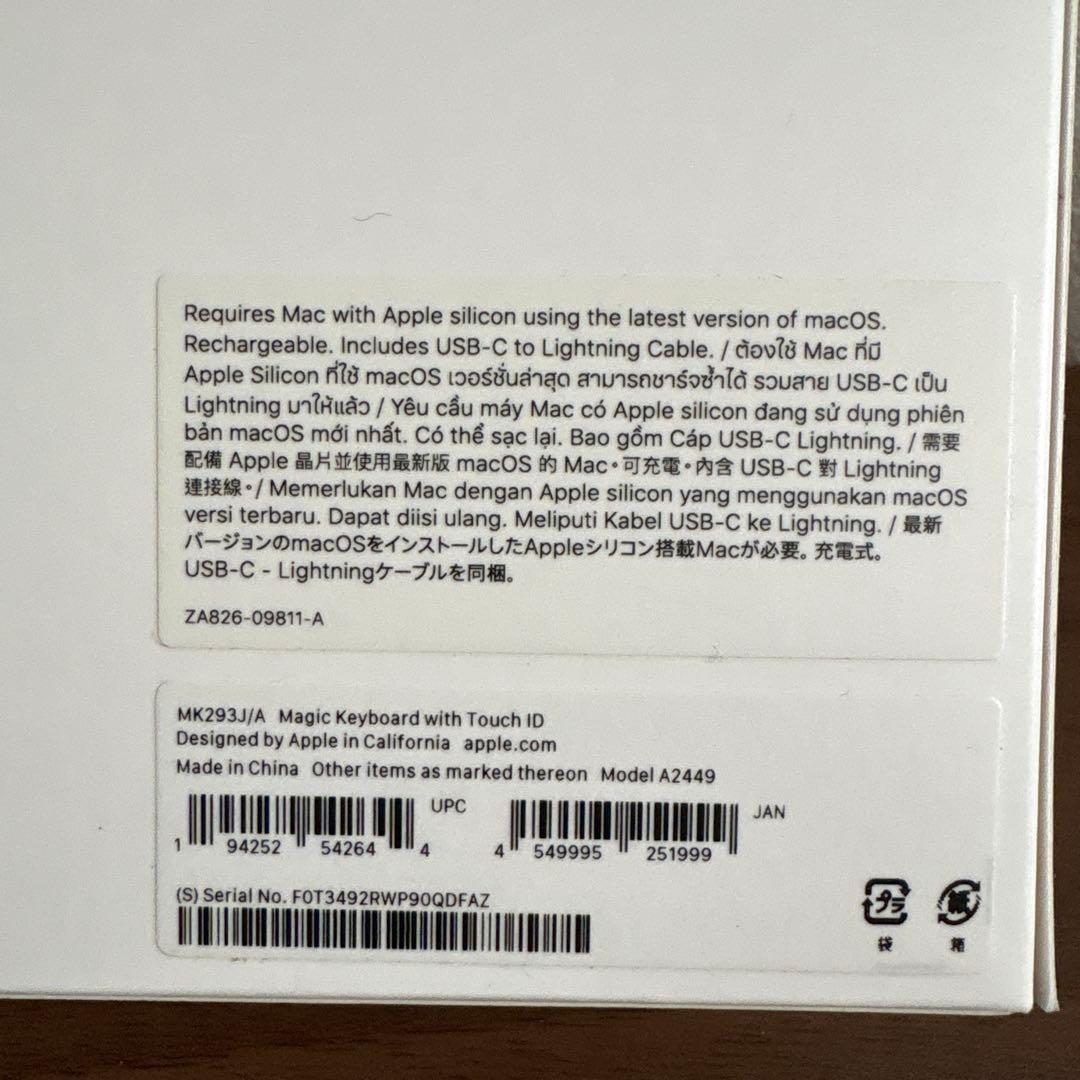 Requires Mac with Apple silicon using the latest version of macOS.
Rechargeable. Includes USB-C to Lightning Cable. / ต้องใช้ Mac ที่มี
Apple Silicon ที่ใช้ macOS เวอร์ชั่นล่าสุด สามารถชาร์จซ้ำได้ รวมสาย USB-C เป็น
Lightning มาให้แล้ว / Yêu cầu máy Mac có Apple silicon đang sử dụng phiên
bản macOS mới nhất. Có thể sạc lại. Bao gồm Cáp USB-C Lightning. / 需要
配備 Apple 晶片並使用最新版 macOS 的 Mac。可充電。內含 USB-C 對 Lightning
連接線。/ Memerlukan Mac dengan Apple silicon yang menggunakan macOS
versi terbaru. Dapat diisi ulang. Meliputi Kabel USB-C ke Lightning. / 最新
バージョンのmacOSをインストールしたAppleシリコン搭載Macが必要。充電式。
USB-C - Lightningケーブルを同梱。
ZA826-09811-A
MK293J/A Magic Keyboard with Touch ID
Designed by Apple in California apple.com
Made in China Other items as marked thereon Model A2449
UPC
1 94252 54264 4
JAN
4 549995 251999
(S) Serial No. F0T3492RWP90QDFAZ
プラ 紙
袋 箱